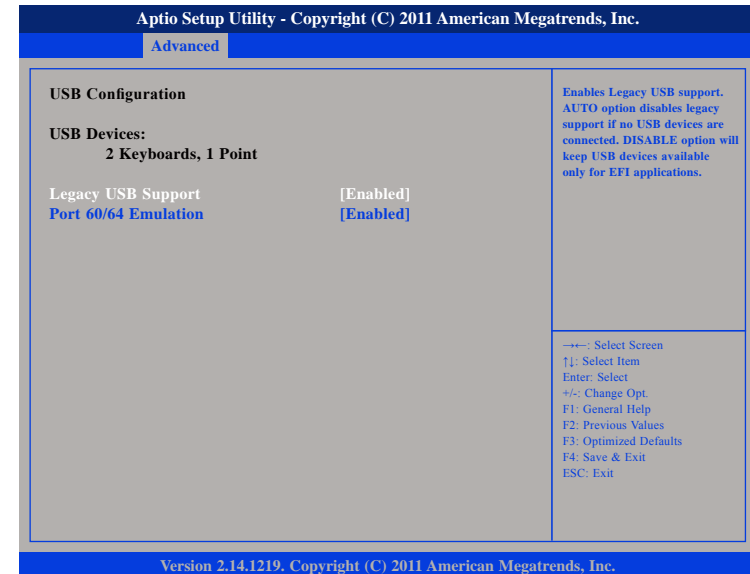 Aptio Setup Utility - Copyright (C) 2011 American Megatrends, Inc.
Advanced
USB Configuration
USB Devices:
2 Keyboards, 1 Point
Legacy USB Support [Enabled]
Port 60/64 Emulation [Enabled]
Enables Legacy USB support.
AUTO option disables legacy
support if no USB devices are
connected. DISABLE option will
keep USB devices available
only for EFI applications.
→←: Select Screen
↑↓: Select Item
Enter: Select
+/-: Change Opt.
F1: General Help
F2: Previous Values
F3: Optimized Defaults
F4: Save & Exit
ESC: Exit
Version 2.14.1219. Copyright (C) 2011 American Megatrends, Inc.